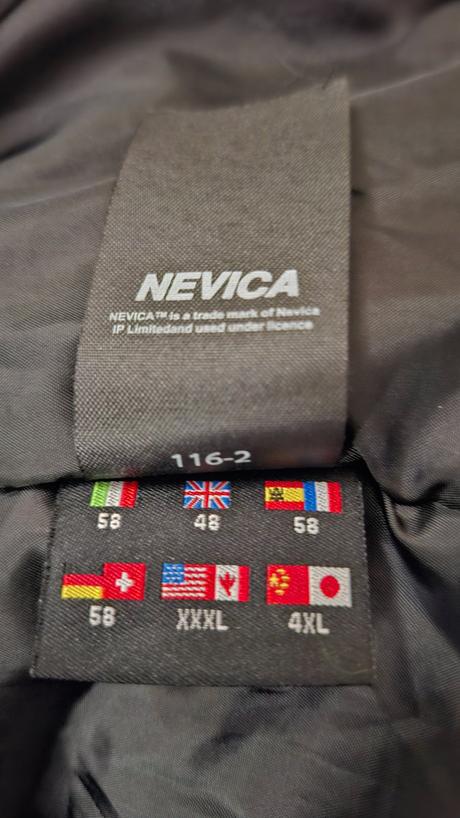 NEVICA
NEVICA™ is a trade mark of Nevica
IP Limitedand used under licence
116-2
58 48 58
58 XXXL 4XL